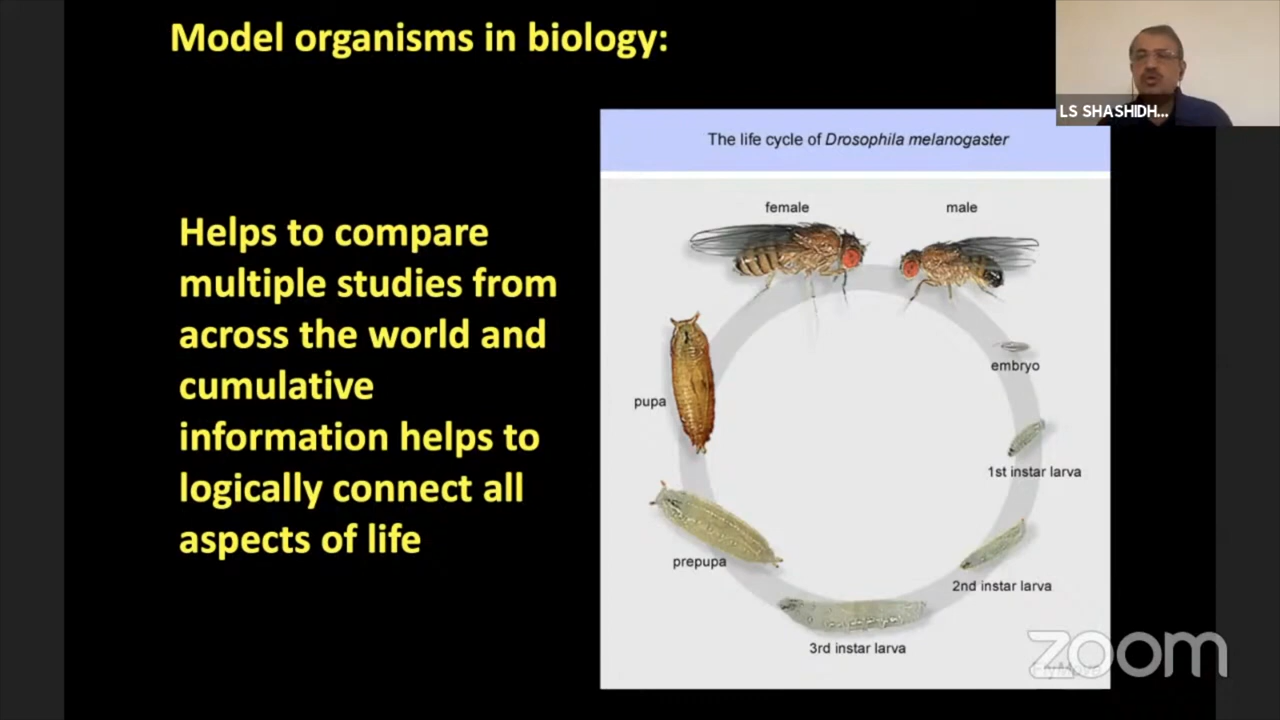 Model organisms in biology:
LS SHASHIDH...
The life cycle of Drosophila melanogaster
female
male
Helps to compare
multiple studies from
across the world and
cumulative
information helps to
logically connect all
aspects of life
embryo
pupa
1st instar larva
prepupa
2nd instar larva
3rd instar larva
zoom